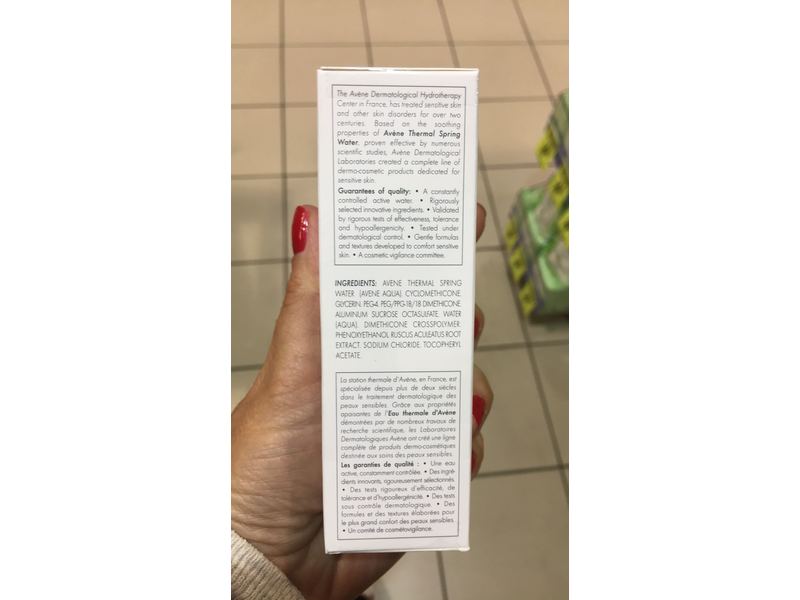 The Avène Dermatological Hydrotherapy
Center in France, has treated sensitive skin
and other skin disorders for over two
centuries. Based on the soothing
properties of Avène Thermal Spring
Water, proven effective by numerous
scientific studies, Avène Dermatological
Laboratories created a complete line of
dermo-cosmetic products dedicated for
sensitive skin.
Guarantees of quality: • A constantly
controlled active water. • Rigorously
selected innovative ingredients. • Validated
by rigorous tests of effectiveness, tolerance
and hypoallergenicity. • Tested under
dermatological control. • Gentle formulas
and textures developed to comfort sensitive
skin. • A cosmetic vigilance committee.
INGREDIENTS: AVENE THERMAL SPRING
WATER. (AVENE AQUA). CYCLOMETHICONE.
GLYCERIN. PEG-4. PEG/PPG-18/18 DIMETHICONE.
ALUMINUM SUCROSE OCTASULFATE. WATER
(AQUA). DIMETHICONE CROSSPOLYMER.
PHENOXYETHANOL. RUSCUS ACULEATUS ROOT
EXTRACT. SODIUM CHLORIDE. TOCOPHERYL
ACETATE.
La station thermale d'Avène, en France, est
spécialisée depuis plus de deux siècles
dans le traitement dermatologique des
peaux sensibles. Grâce aux propriétés
apaisantes de l'Eau thermale d'Avène
démontrées par de nombreux travaux de
recherche scientifique, les Laboratoires
Dermatologiques Avène ont créé une ligne
complète de produits dermo-cosmétiques
destinée aux soins des peaux sensibles.
Les garanties de qualité : • Une eau
active, constamment contrôlée. • Des ingré-
dients innovants, rigoureusement sélectionnés.
• Des tests rigoureux d'efficacité, de
tolérance et d'hypoallergénicité. • Des tests
sous contrôle dermatologique. • Des
formules et des textures élaborées pour
le plus grand confort des peaux sensibles.
• Un comité de cosmétovigilance.